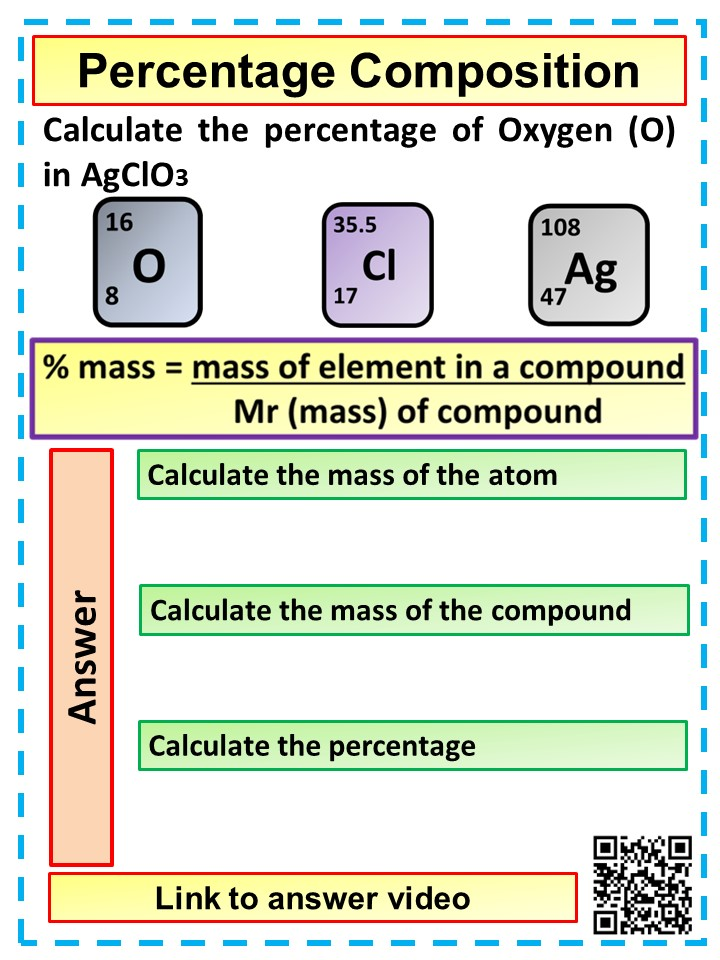 Percentage Composition
Calculate the percentage of Oxygen (O)
in AgClO₃
16
O
8
35.5
Cl
17
108
Ag
47
% mass = mass of element in a compound
Mr (mass) of compound
Answer
Calculate the mass of the atom
Calculate the mass of the compound
Calculate the percentage
Link to answer video